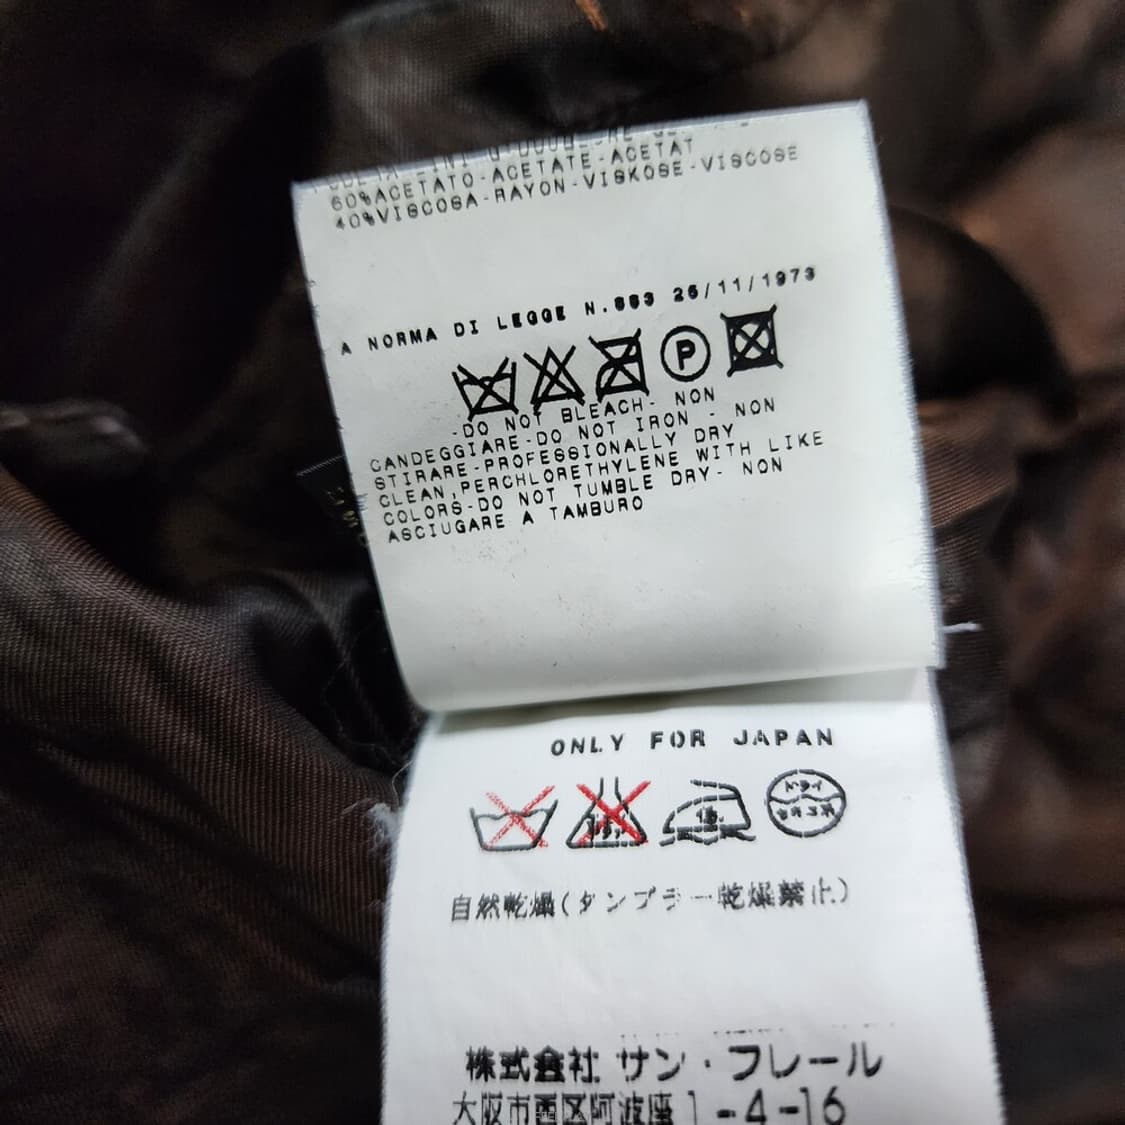 60%ACETATO-ACETATE-ACETAT
40%VISCOSA-RAYON-VISKOSE-VISCOSE
A NORMA DI LEGGE N.883 26/11/1973
P
-DO NOT BLEACH- NON
CANDEGGIARE-DO NOT IRON - NON
STIRARE-PROFESSIONALLY DRY
CLEAN,PERCHLORETHYLENE WITH LIKE
COLORS-DO NOT TUMBLE DRY- NON
ASCIUGARE A TAMBURO
ONLY FOR JAPAN
ドライ
自然乾燥(タンブラー乾燥禁止)
株式会社 サン・フレール
大阪市西区阿波座1-4-16